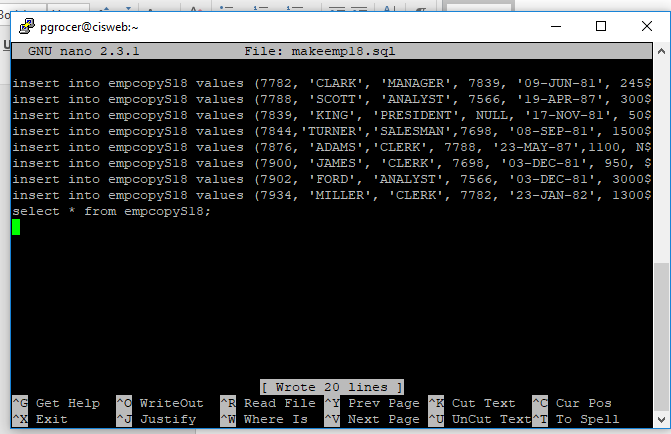 pgrocer@cisweb:~
GNU nano 2.3.1 File: makeemp18.sql
insert into empcopyS18 values (7782, 'CLARK', 'MANAGER', 7839, '09-JUN-81', 245$
insert into empcopyS18 values (7788, 'SCOTT', 'ANALYST', 7566, '19-APR-87', 300$
insert into empcopyS18 values (7839, 'KING', 'PRESIDENT', NULL, '17-NOV-81', 50$
insert into empcopyS18 values (7844,'TURNER','SALESMAN',7698, '08-SEP-81', 1500$
insert into empcopyS18 values (7876, 'ADAMS','CLERK', 7788, '23-MAY-87',1100, N$
insert into empcopyS18 values (7900, 'JAMES', 'CLERK', 7698, '03-DEC-81', 950, $
insert into empcopyS18 values (7902, 'FORD', 'ANALYST', 7566, '03-DEC-81', 3000$
insert into empcopyS18 values (7934, 'MILLER', 'CLERK', 7782, '23-JAN-82', 1300$
select * from empcopyS18;
[ Wrote 20 lines ]
^G Get Help ^O WriteOut ^R Read File ^Y Prev Page ^K Cut Text ^C Cur Pos
^X Exit ^J Justify ^W Where Is ^V Next Page ^U UnCut Text ^T To Spell